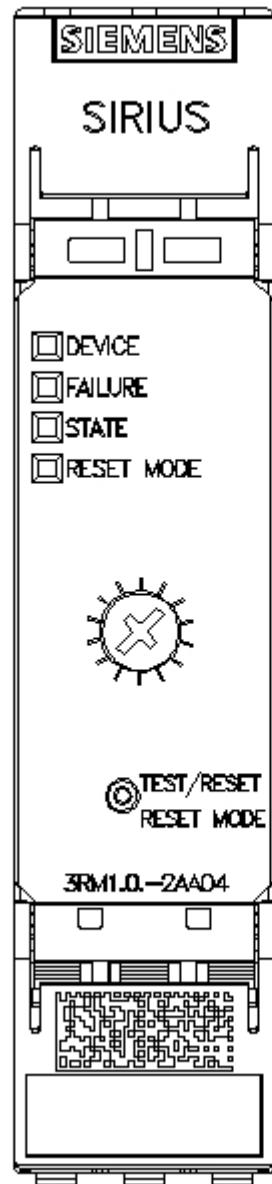 SIEMENS
SIRIUS
DEVICE
FAILURE
STATE
RESET MODE
TEST/RESET
RESET MODE
3RM1.0.-2AA04